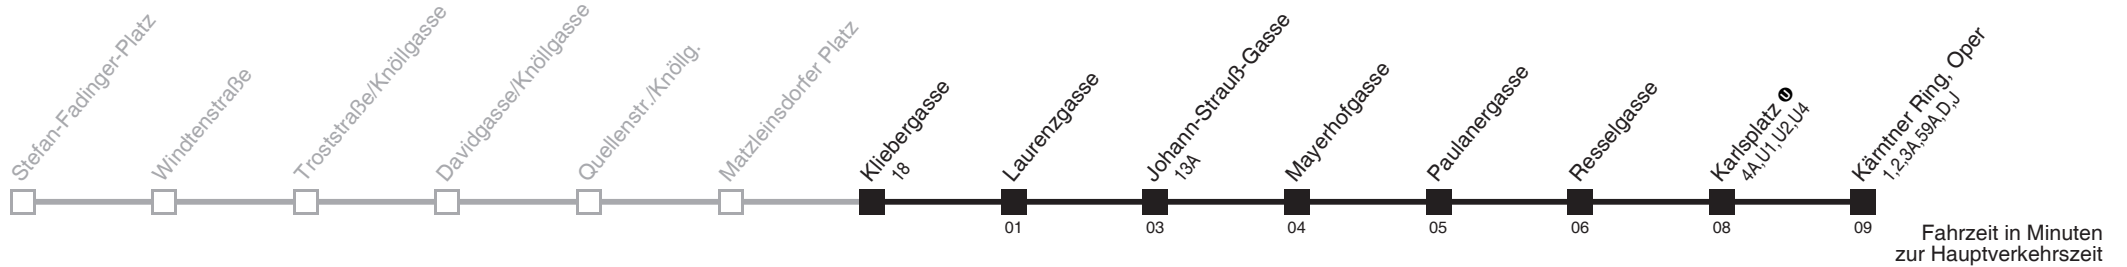 Stefan-Fadinger-Platz
Windtenstraße
Troststraße/Knöllgasse
Davidgasse/Knöllgasse
Quellenstr./Knöllg.
Matzleinsdorfer Platz
Kliebergasse
18
Laurenzgasse
Johann-Strauß-Gasse
13A
Mayerhofgasse
Paulanergasse
Resselgasse
Karlsplatz U
4A,U1,U2,U4
Kärntner Ring, Oper
1,2,3A,59A,D,J
01 03 04 05 06 08 09
Fahrzeit in Minuten
zur Hauptverkehrszeit